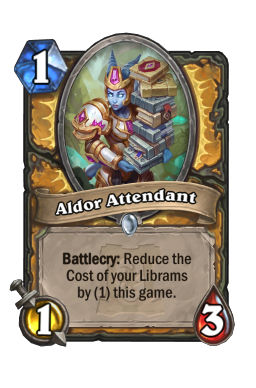 1
Aldor Attendant
Battlecry: Reduce the
Cost of your Librams
by (1) this game.
1
3